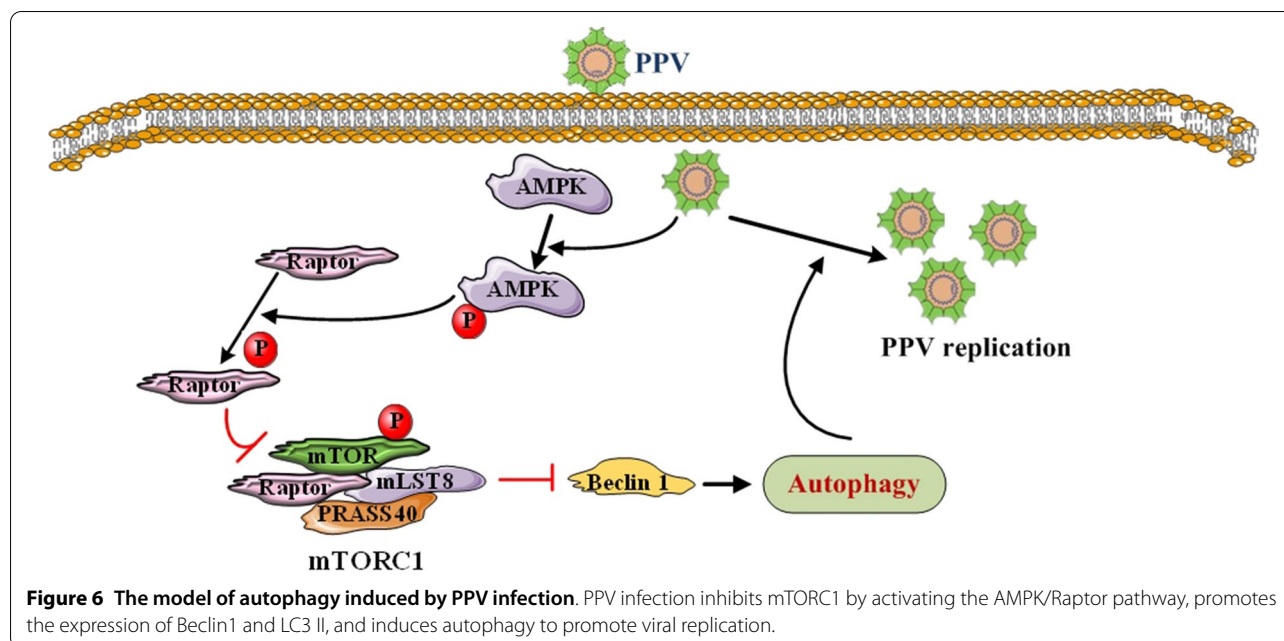 PPV
AMPK
Raptor
AMPK
P
P
Raptor
PPV replication
P
mTOR
Raptor
mLST8
PRASS40
mTORC1
Beclin 1
Autophagy
Figure 6 The model of autophagy induced by PPV infection. PPV infection inhibits mTORC1 by activating the AMPK/Raptor pathway, promotes
the expression of Beclin1 and LC3 II, and induces autophagy to promote viral replication.